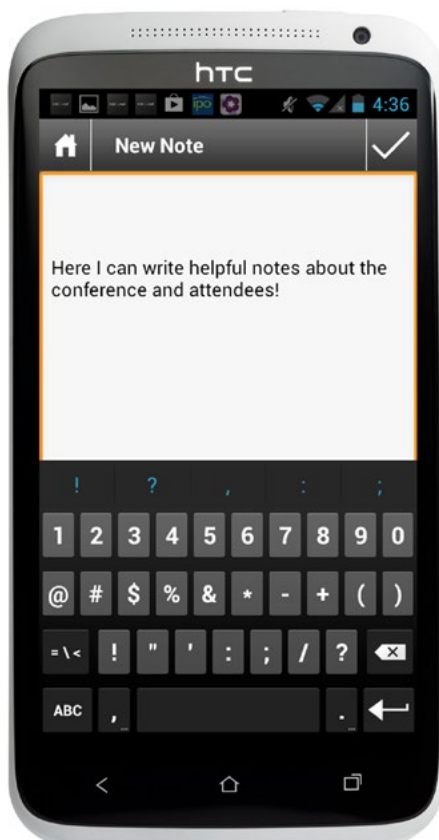 hTC
ipo
4:36
New Note
Here I can write helpful notes about the
conference and attendees!
! ? , : ;
1 2 3 4 5 6 7 8 9 0
@ # $ % & * - + ( )
= \ < ! " ' : ; / ?
ABC , .